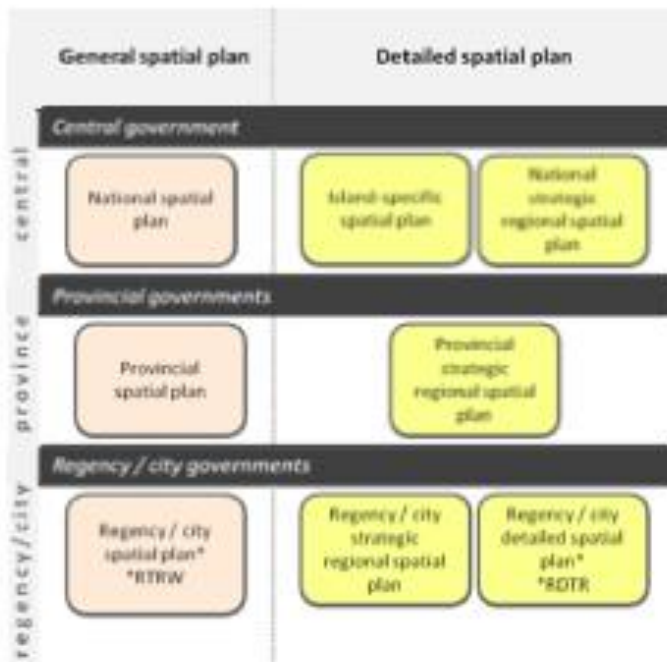 General spatial plan
Detailed spatial plan
central
Central government
National spatial
plan
Island-specific
spatial plan
National
strategic
regional spatial
plan
province
Provincial governments
Provincial
spatial plan
Provincial
strategic
regional spatial
plan
regency/city
Regency / city governments
Regency / city
spatial plan*
*RTRW
Regency / city
strategic
regional spatial
plan
Regency / city
detailed spatial
plan*
*RDTR